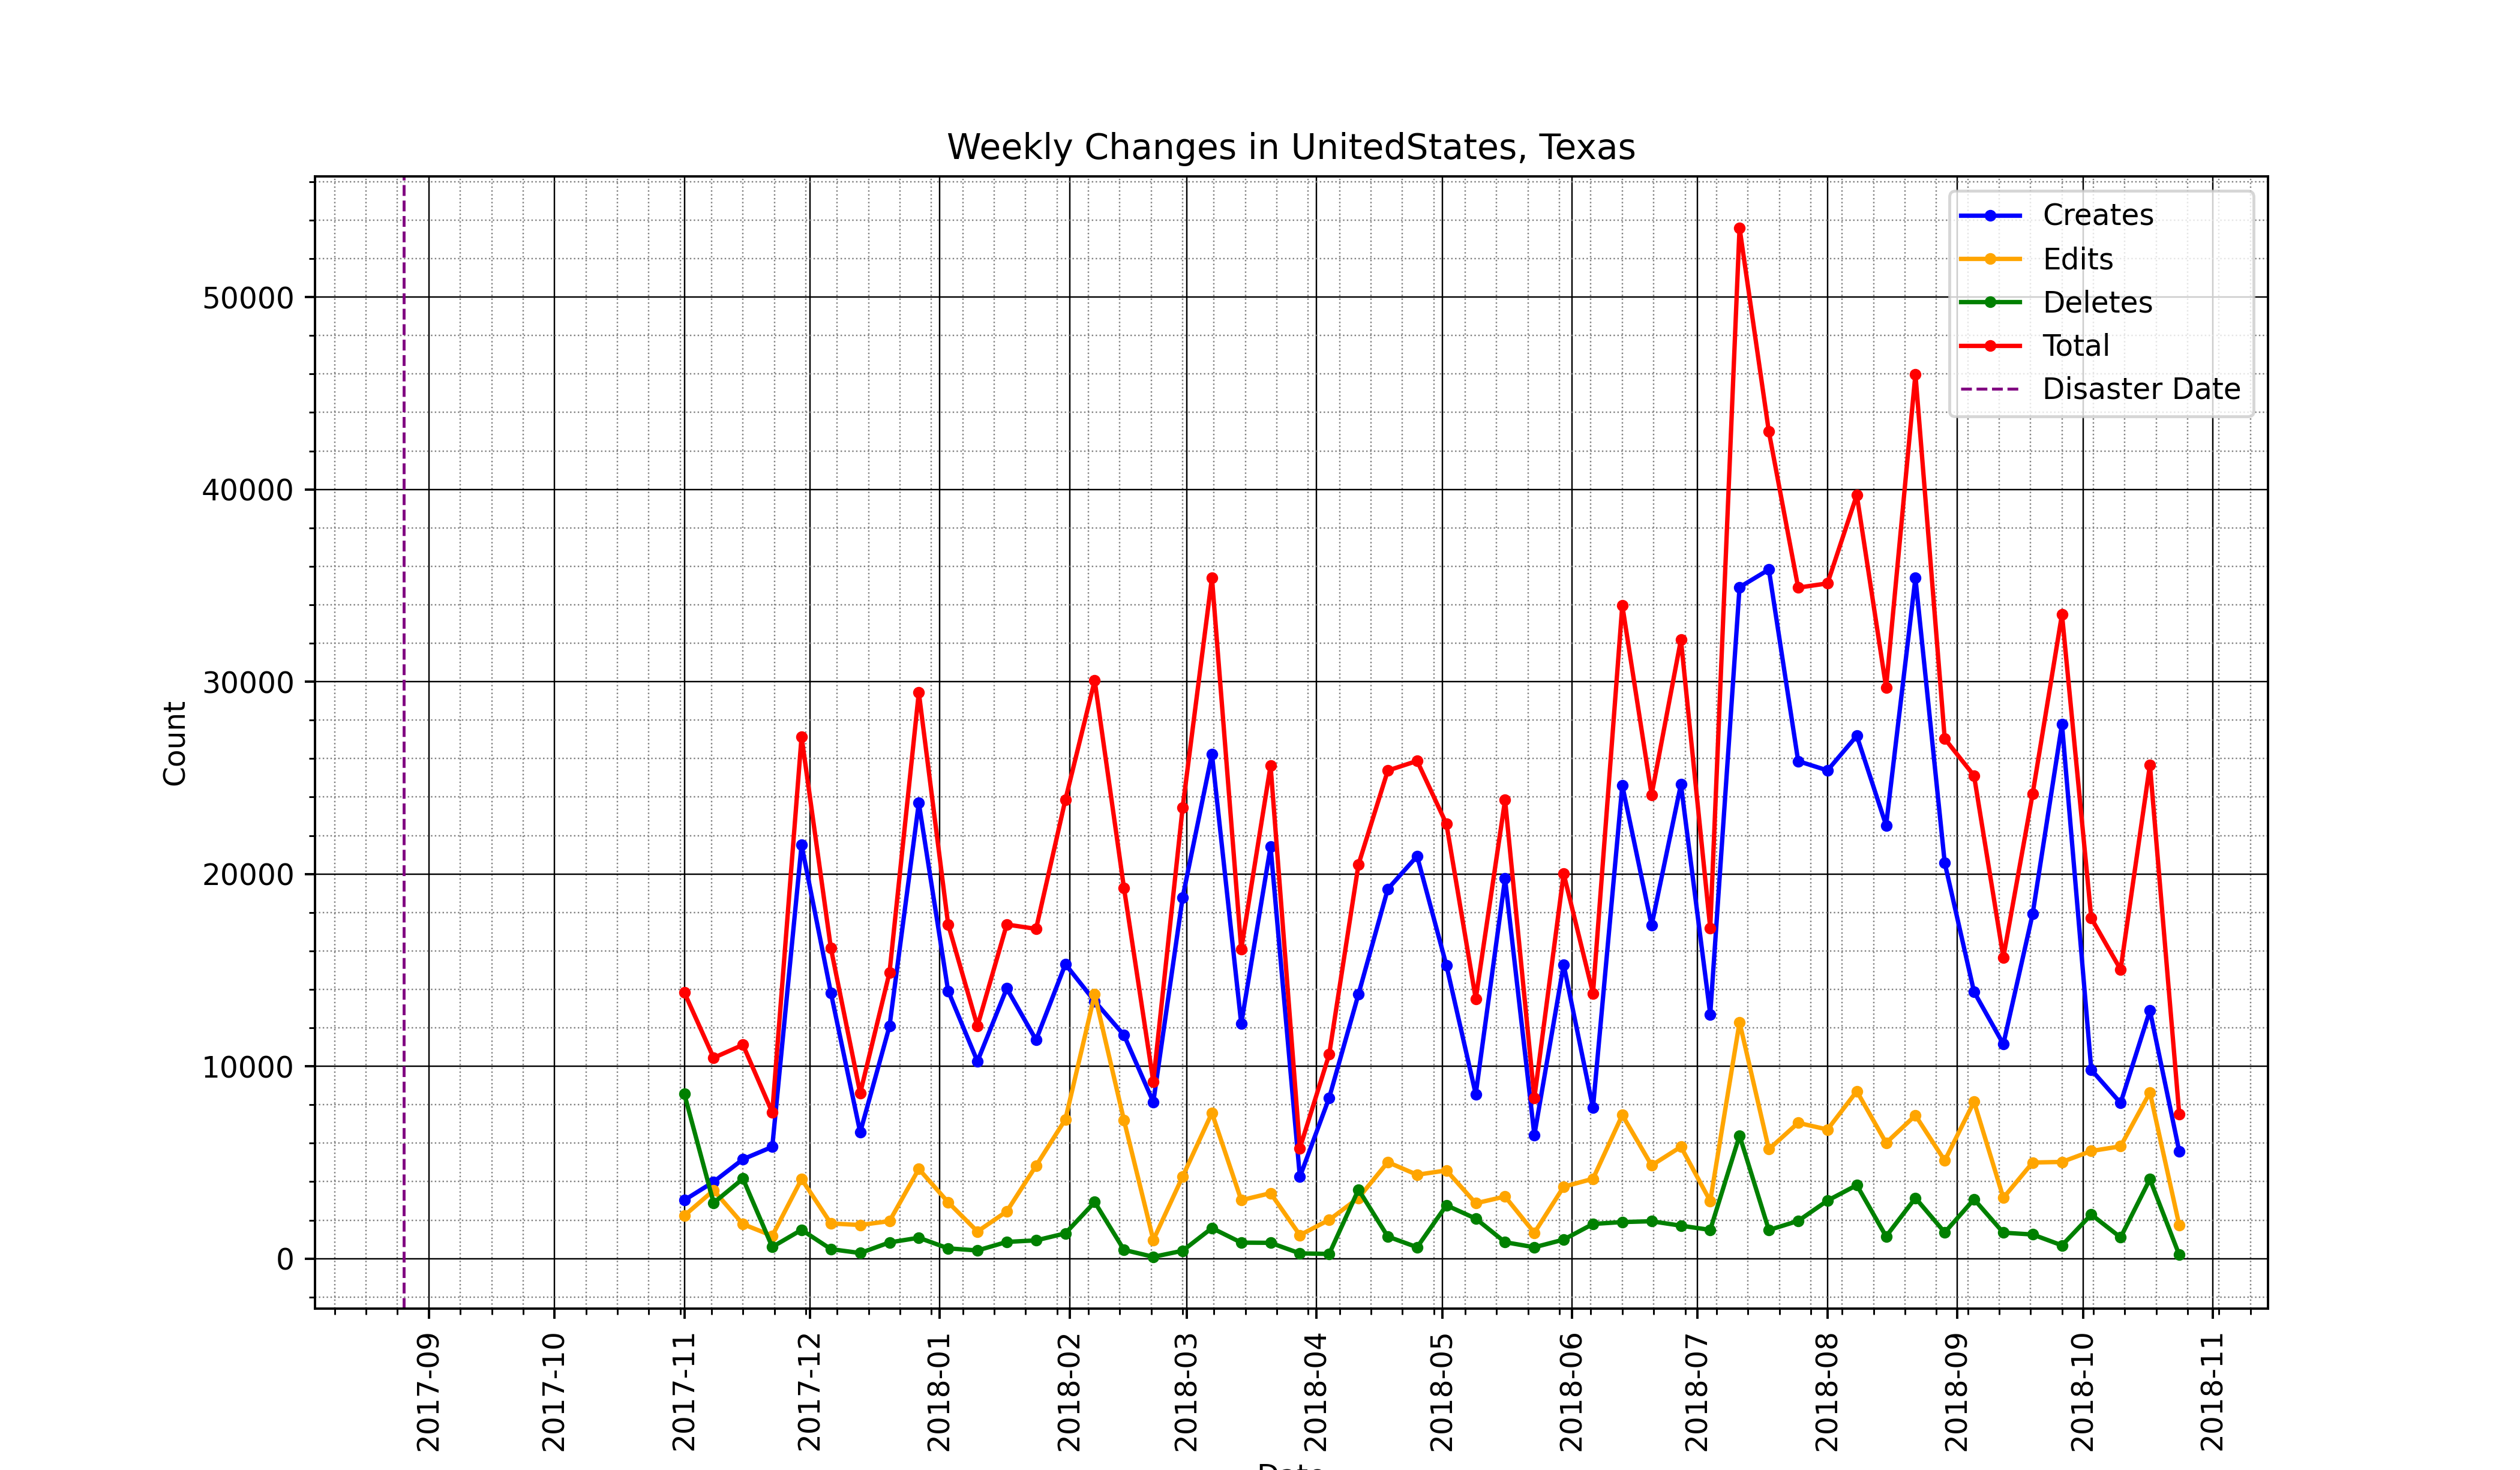 Weekly Changes in UnitedStates, Texas
Creates
Edits
Deletes
Total
Disaster Date
Count
50000
40000
30000
20000
10000
0
2017-09
2017-10
2017-11
2017-12
2018-01
2018-02
2018-03
2018-04
2018-05
2018-06
2018-07
2018-08
2018-09
2018-10
2018-11
Date